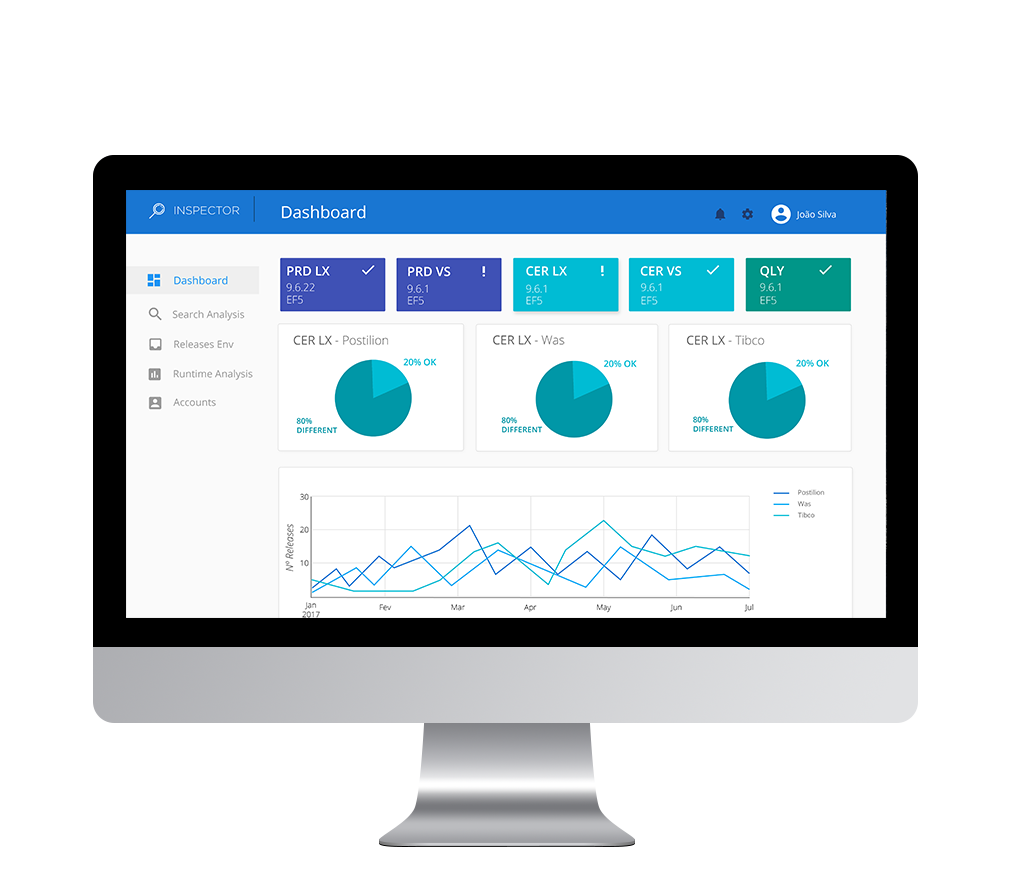 INSPECTOR
Dashboard
João Silva
Dashboard
Search Analysis
Releases Env
Runtime Analysis
Accounts
PRD LX
9.6.22
EF5
PRD VS !
9.6.1
EF5
CER LX !
9.6.1
EF5
CER VS
9.6.1
EF5
QLY
9.6.1
EF5
CER LX - Postilion
20% OK
80%
DIFFERENT
CER LX - Was
20% OK
80%
DIFFERENT
CER LX - Tibco
20% OK
80%
DIFFERENT
Nº Releases
30
20
10
Jan
2017
Fev
Mar
Apr
May
Jun
Jul
Postilion
Was
Tibco